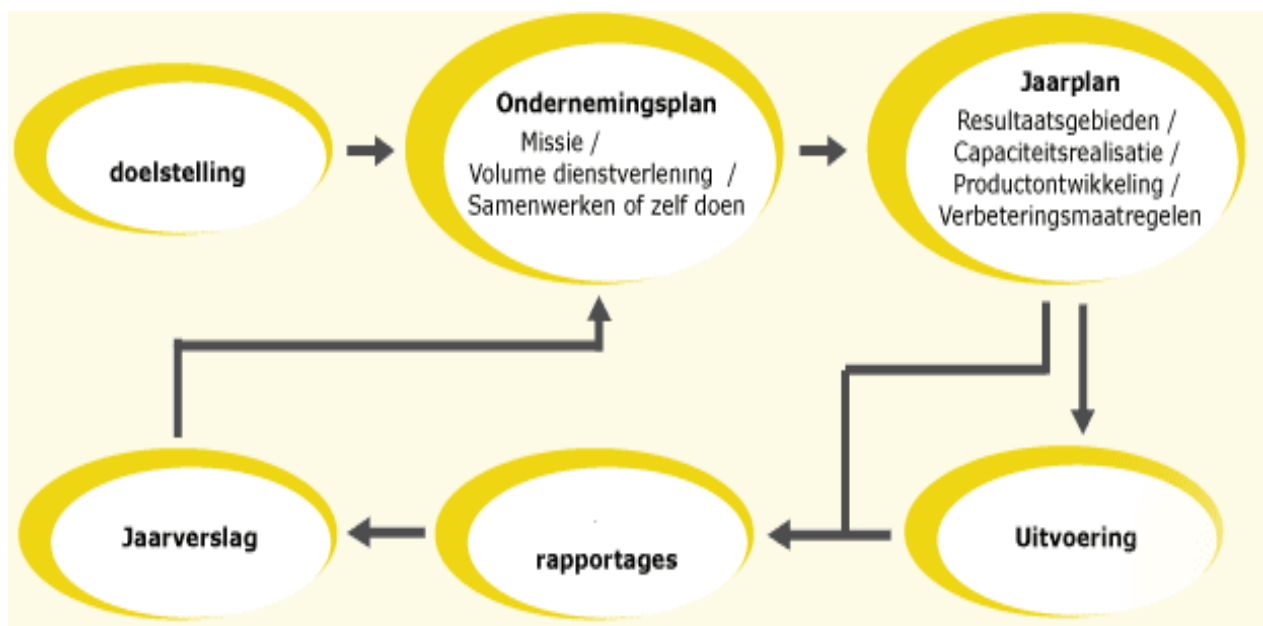 doelstelling
Ondernemingsplan
Missie /
Volume dienstverlening /
Samenwerken of zelf doen
Jaarplan
Resultaatsgebieden /
Capaciteitsrealisatie /
Productontwikkeling /
Verbeteringsmaatregelen
Jaarverslag
rapportages
Uitvoering